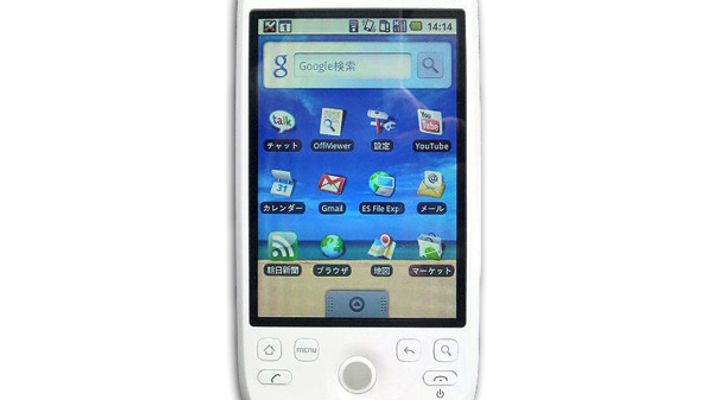 1 14:14
g Google検索
talk You Tube
チャット OffiViewer 設定 YouTube
31
カレンダー Gmail ES File Exp メール
朝日新聞 ブラウザ 地図 マーケット
menu